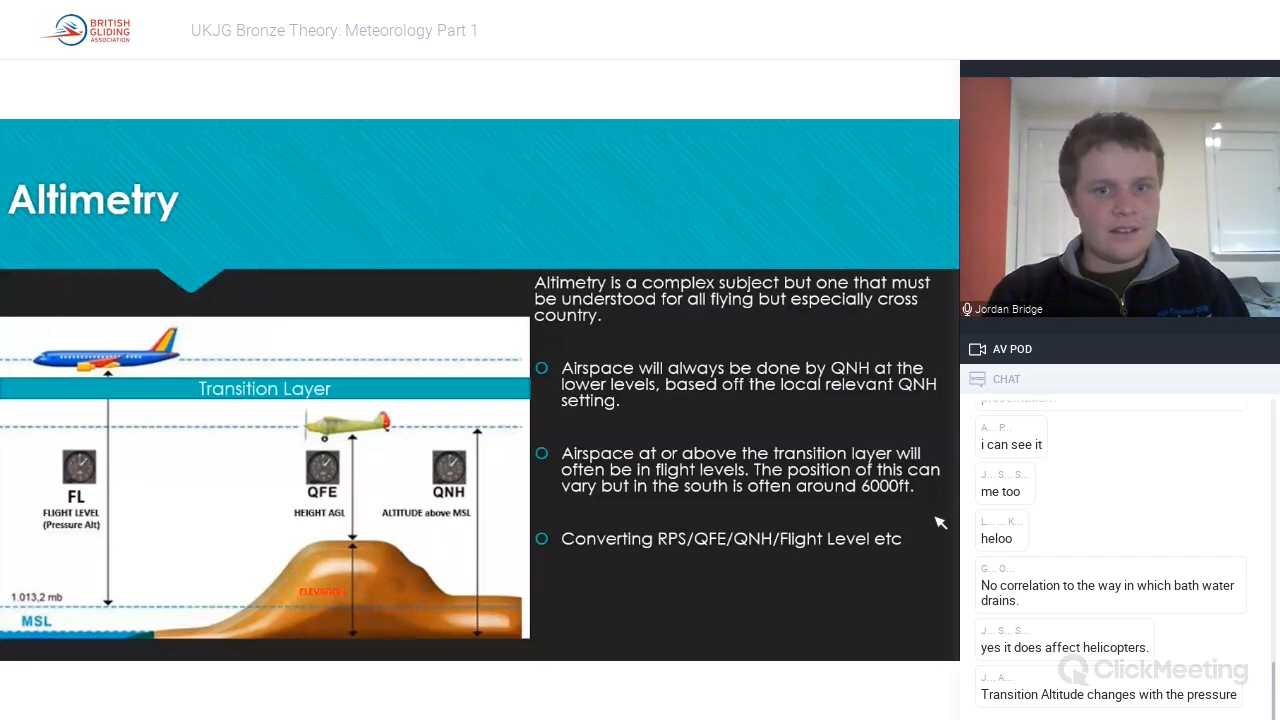 BRITISH
GLIDING
ASSOCIATION
UKJG Bronze Theory: Meteorology Part 1
Altimetry
Altimetry is a complex subject but one that must
be understood for all flying but especially cross
country.
Airspace will always be done by QNH at the
lower levels, based off the local relevant QNH
setting.
Airspace at or above the transition layer will
often be in flight levels. The position of this can
vary but in the south is often around 6000ft.
Converting RPS/QFE/QNH/Flight Level etc
Transition Layer
FL
FLIGHT LEVEL
(Pressure Alt)
QFE
HEIGHT AGL
QNH
ALTITUDE above MSL
ELEVATION
1.013,2 mb
MSL
Jordan Bridge
AV POD
CHAT
A... P...
i can see it
J... S... S...
me too
L... ... K...
heloo
G... O...
No correlation to the way in which bath water
drains.
J... S... S...
yes it does affect helicopters.
J... A...
Transition Altitude changes with the pressure
ClickMeeting